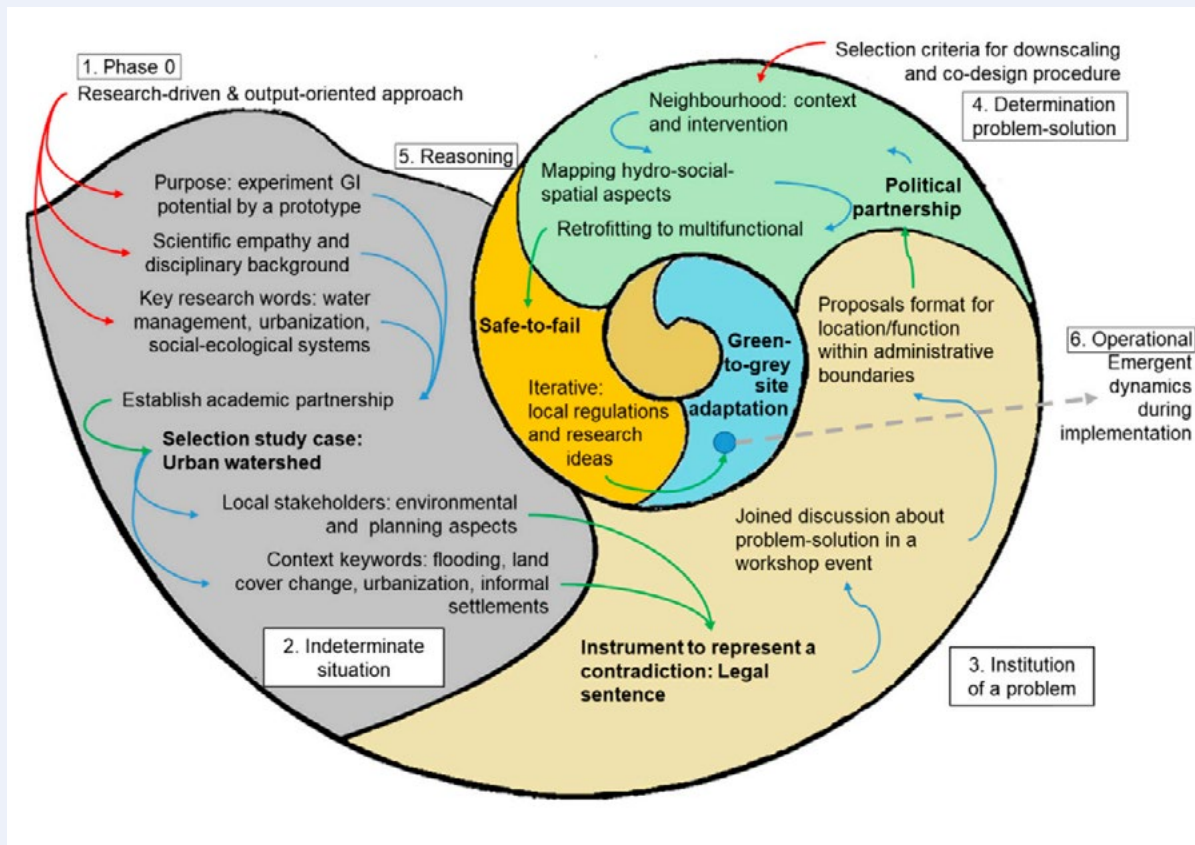 1. Phase 0
Research-driven & output-oriented approach
Purpose: experiment GI
potential by a prototype
Scientific empathy and
disciplinary background
Key research words: water
management, urbanization,
social-ecological systems
Establish academic partnership
Selection study case:
Urban watershed
Local stakeholders: environmental
and planning aspects
Context keywords: flooding, land
cover change, urbanization, informal
settlements
2. Indeterminate
situation
Instrument to represent a
contradiction: Legal
sentence
3. Institution
of a problem
Joined discussion about
problem-solution in a
workshop event
Proposals format for
location/function
within administrative
boundaries
Political
partnership
Selection criteria for downscaling
and co-design procedure
4. Determination
problem-solution
Neighbourhood: context
and intervention
Mapping hydro-social-
spatial aspects
Retrofitting to multifunctional
5. Reasoning
Safe-to-fail
Iterative:
local regulations
and research
ideas
Green-
to-grey
site
adaptation
6. Operational
Emergent
dynamics
during
implementation